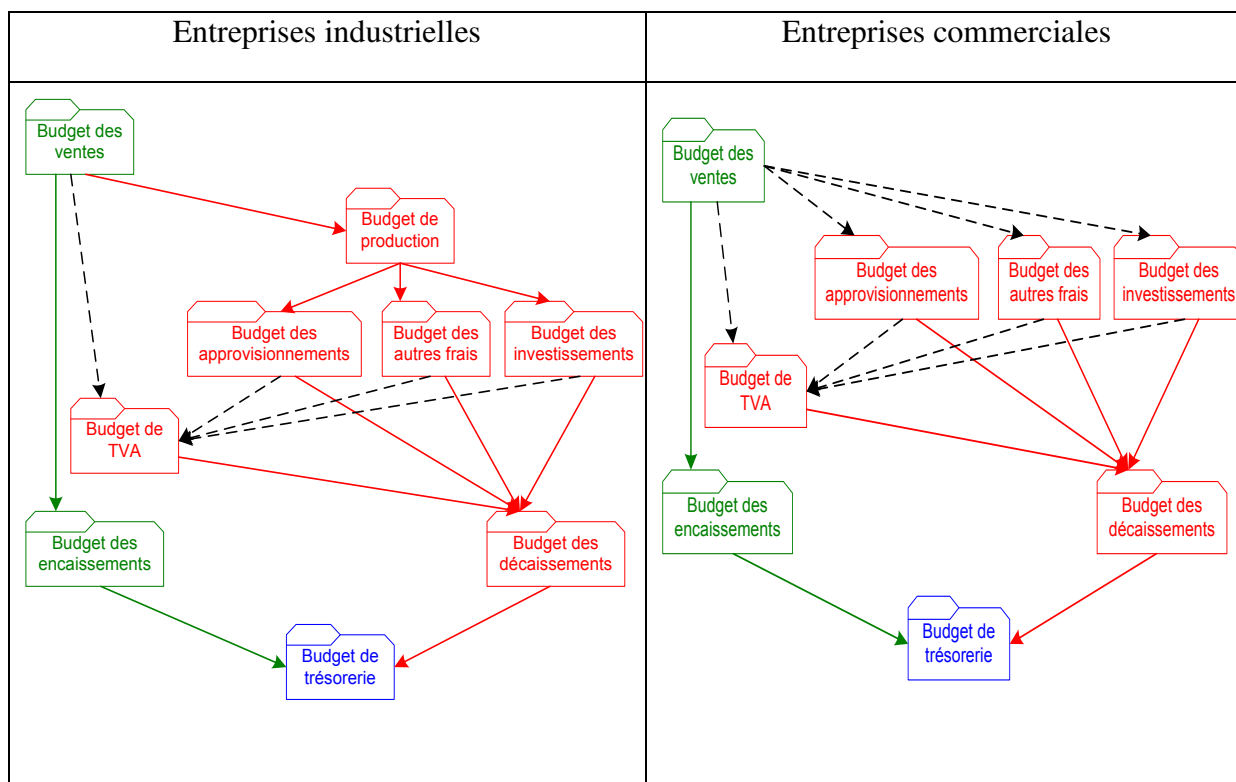 Entreprises industrielles
Entreprises commerciales
Budget des
ventes
Budget de
production
Budget des
approvisionnements
Budget des
autres frais
Budget des
investissements
Budget de
TVA
Budget des
encaissements
Budget des
décaissements
Budget de
trésorerie
Budget des
ventes
Budget des
approvisionnements
Budget des
autres frais
Budget des
investissements
Budget de
TVA
Budget des
encaissements
Budget des
décaissements
Budget de
trésorerie